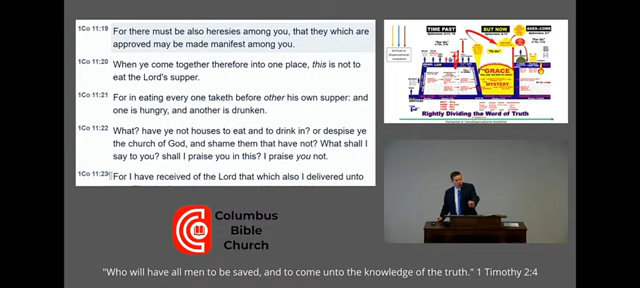 1Co 11:19 For there must be also heresies among you, that they which are
approved may be made manifest among you.
1Co 11:20 When ye come together therefore into one place, this is not to
eat the Lord's supper.
1Co 11:21 For in eating every one taketh before other his own supper: and
one is hungry, and another is drunken.
1Co 11:22 What? have ye not houses to eat and to drink in? or despise ye
the church of God, and shame them that have not? What shall I
say to you? shall I praise you in this? I praise you not.
1Co 11:23 For I have received of the Lord that which also I delivered unto
TIME PAST
BUT NOW
AGES COME
GRACE
MYSTERY
Rightly Dividing the Word of Truth
Columbus
Bible
Church
"Who will have all men to be saved, and to come unto the knowledge of the truth." 1 Timothy 2:4